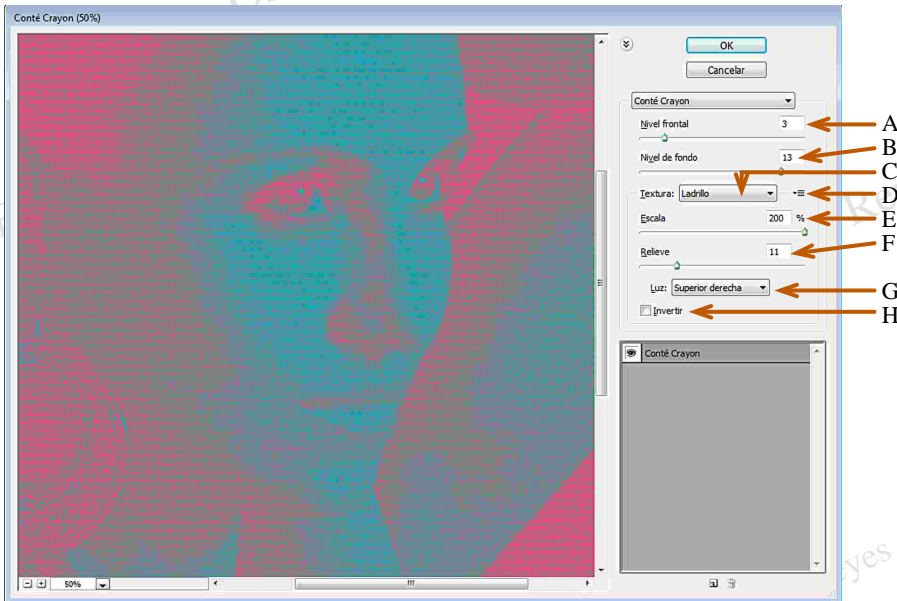 Conté Crayon (50%)
OK
Cancelar
Conté Crayon
Nivel frontal 3 A
Nivel de fondo 13 B
C
Textura: Ladrillo D
Escala 200 % E
Relieve 11 F
Luz: Superior derecha G
Invertir H
Conté Crayon
50%